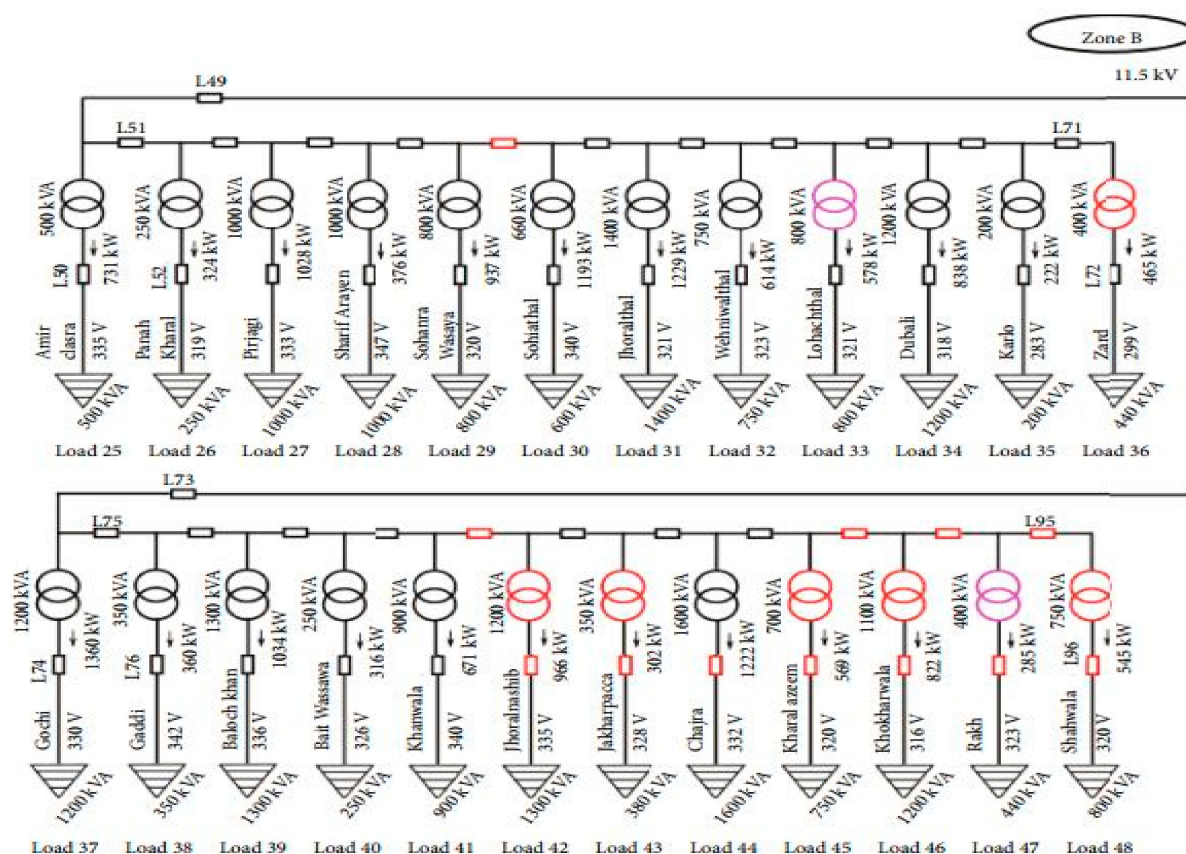 Zone B
11.5 kV
L49
L51
L71
500 kVA
250 kVA
1000 kVA
1000 kVA
800 kVA
660 kVA
1400 kVA
750 kVA
800 kVA
1200 kVA
200 kVA
400 kVA
L50
731 kW
L52
324 kW
1028 kW
376 kW
937 kW
1193 kW
1229 kW
614 kW
578 kW
838 kW
222 kW
L72
465 kW
Amir
clasra
335 V
Panah
Kharal
319 V
Pirjagi
333 V
Sharif Arayen
347 V
Sohanra
Wasaya
320 V
Sohiathal
340 V
Jhoralthal
321 V
Wehniwalthal
323 V
Lohachthal
321 V
Dubali
318 V
Karlo
283 V
Zard
299 V
500 kVA
250 kVA
1000 kVA
1000 kVA
800 kVA
600 kVA
1400 kVA
750 kVA
800 kVA
1200 kVA
200 kVA
440 kVA
Load 25 Load 26 Load 27 Load 28 Load 29 Load 30 Load 31 Load 32 Load 33 Load 34 Load 35 Load 36
L73
L75
L95
1200 kVA
350 kVA
1300 kVA
250 kVA
900 kVA
1200 kVA
350 kVA
1600 kVA
700 kVA
1100 kVA
400 kVA
750 kVA
L74
1360 kW
L76
360 kW
1034 kW
316 kW
671 kW
966 kW
302 kW
1222 kW
569 kW
822 kW
285 kW
L96
545 kW
Gochi
330 V
Gaddi
342 V
Baloch khan
336 V
Bait Wassawa
326 V
Khanwala
340 V
Jhoralnashib
335 V
Jakharpacca
328 V
Chajra
332 V
Kharal azeem
320 V
Khokharwala
316 V
Rakh
323 V
Shahwala
320 V
1200 kVA
350 kVA
1300 kVA
250 kVA
900 kVA
1300 kVA
380 kVA
1600 kVA
750 kVA
1200 kVA
440 kVA
800 kVA
Load 37 Load 38 Load 39 Load 40 Load 41 Load 42 Load 43 Load 44 Load 45 Load 46 Load 47 Load 48